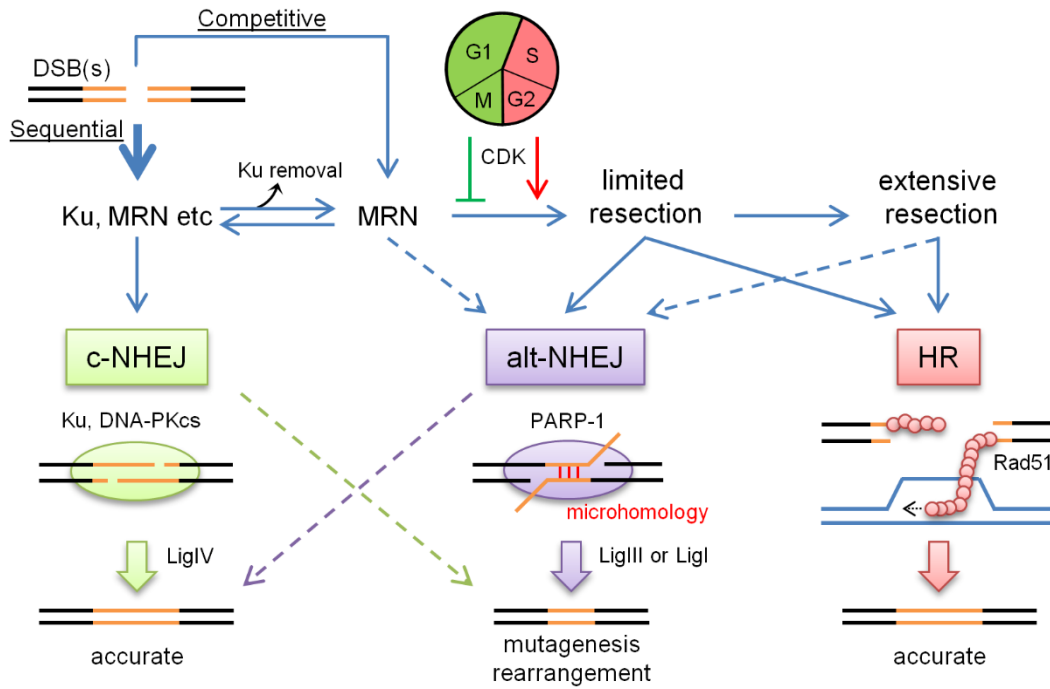 Competitive
DSB(s)
Sequential
G1
S
M
G2
CDK
Ku removal
Ku, MRN etc
MRN
limited
resection
extensive
resection
c-NHEJ
alt-NHEJ
HR
Ku, DNA-PKcs
PARP-1
Rad51
microhomology
LigIV
LigIII or LigI
accurate
mutagenesis
rearrangement
accurate